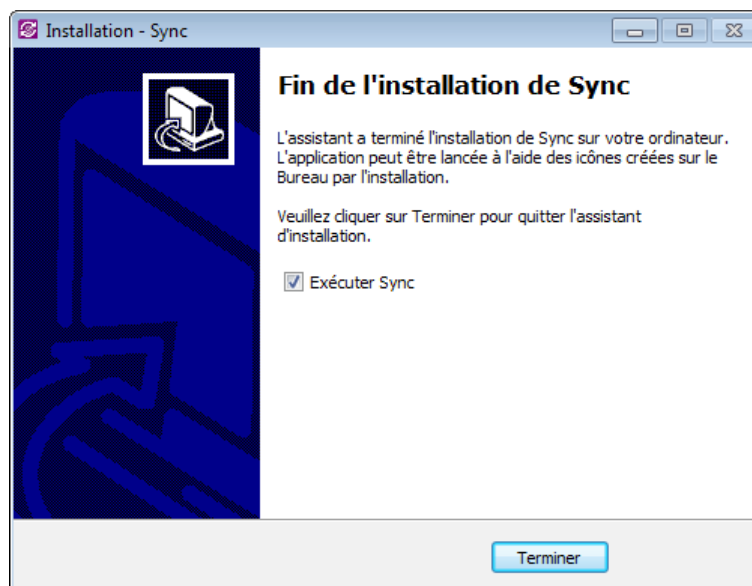 Installation - Sync
Fin de l'installation de Sync
L'assistant a terminé l'installation de Sync sur votre ordinateur.
L'application peut être lancée à l'aide des icônes créées sur le
Bureau par l'installation.
Veuillez cliquer sur Terminer pour quitter l'assistant
d'installation.
Exécuter Sync
Terminer